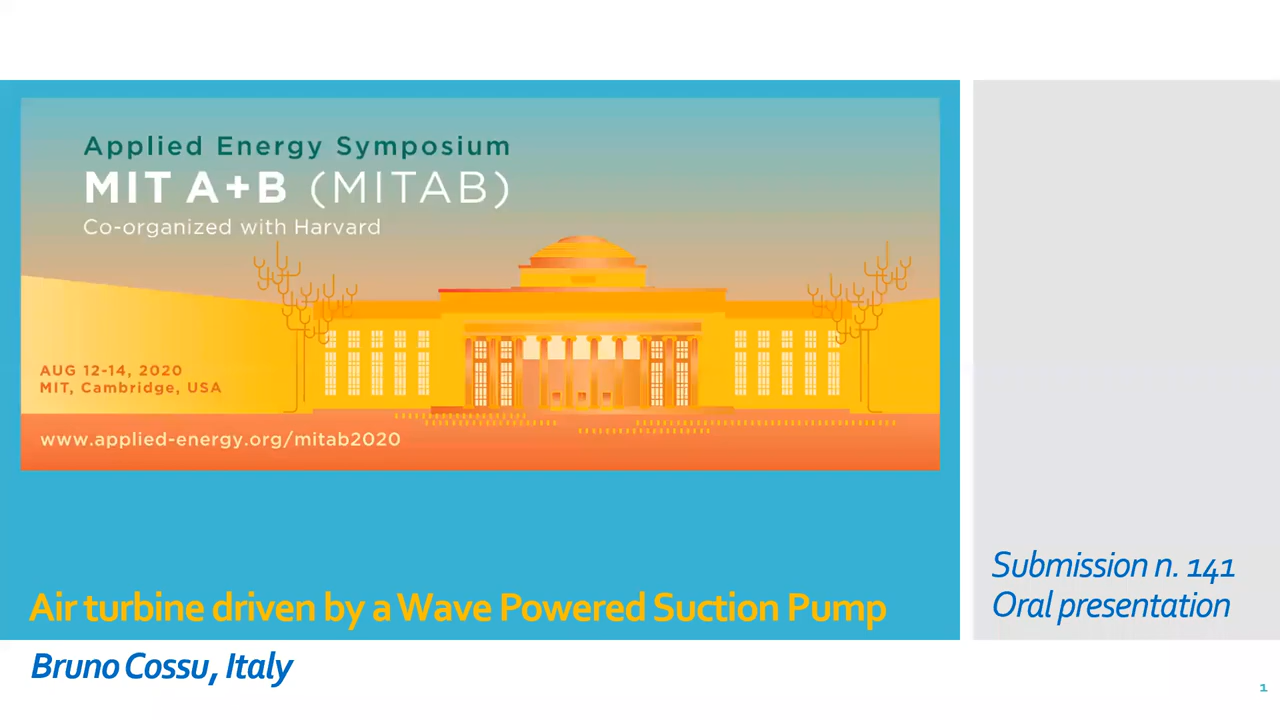 Applied Energy Symposium
MIT A+B (MITAB)
Co-organized with Harvard
AUG 12-14, 2020
MIT, Cambridge, USA
www.applied-energy.org/mitab2020
Air turbine driven by a Wave Powered Suction Pump
Submission n. 141
Oral presentation
Bruno Cossu, Italy
1